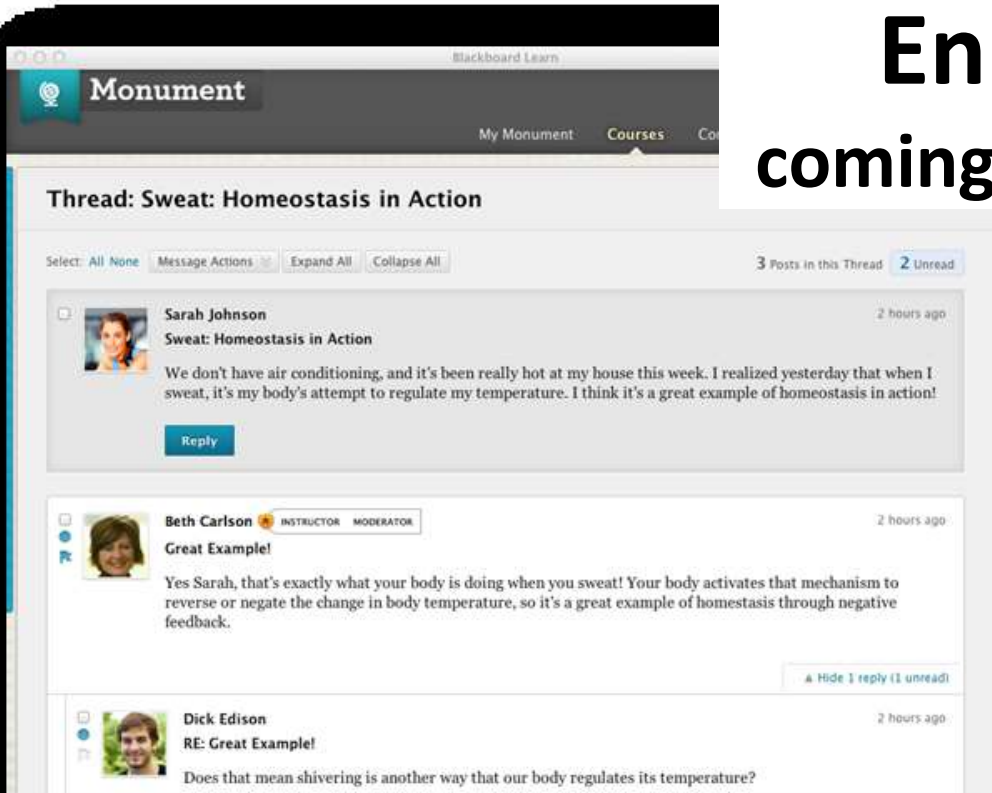 En
coming
Blackboard Learn
Monument
My Monument Courses
Thread: Sweat: Homeostasis in Action
Select: All None Message Actions Expand All Collapse All 3 Posts in this Thread 2 Unread
Sarah Johnson 2 hours ago
Sweat: Homeostasis in Action
We don't have air conditioning, and it's been really hot at my house this week. I realized yesterday that when I
sweat, it's my body's attempt to regulate my temperature. I think it's a great example of homeostasis in action!
Reply
Beth Carlson INSTRUCTOR MODERATOR 2 hours ago
Great Example!
Yes Sarah, that's exactly what your body is doing when you sweat! Your body activates that mechanism to
reverse or negate the change in body temperature, so it's a great example of homestasis through negative
feedback.
Hide 1 reply (1 unread)
Dick Edison 2 hours ago
RE: Great Example!
Does that mean shivering is another way that our body regulates its temperature?